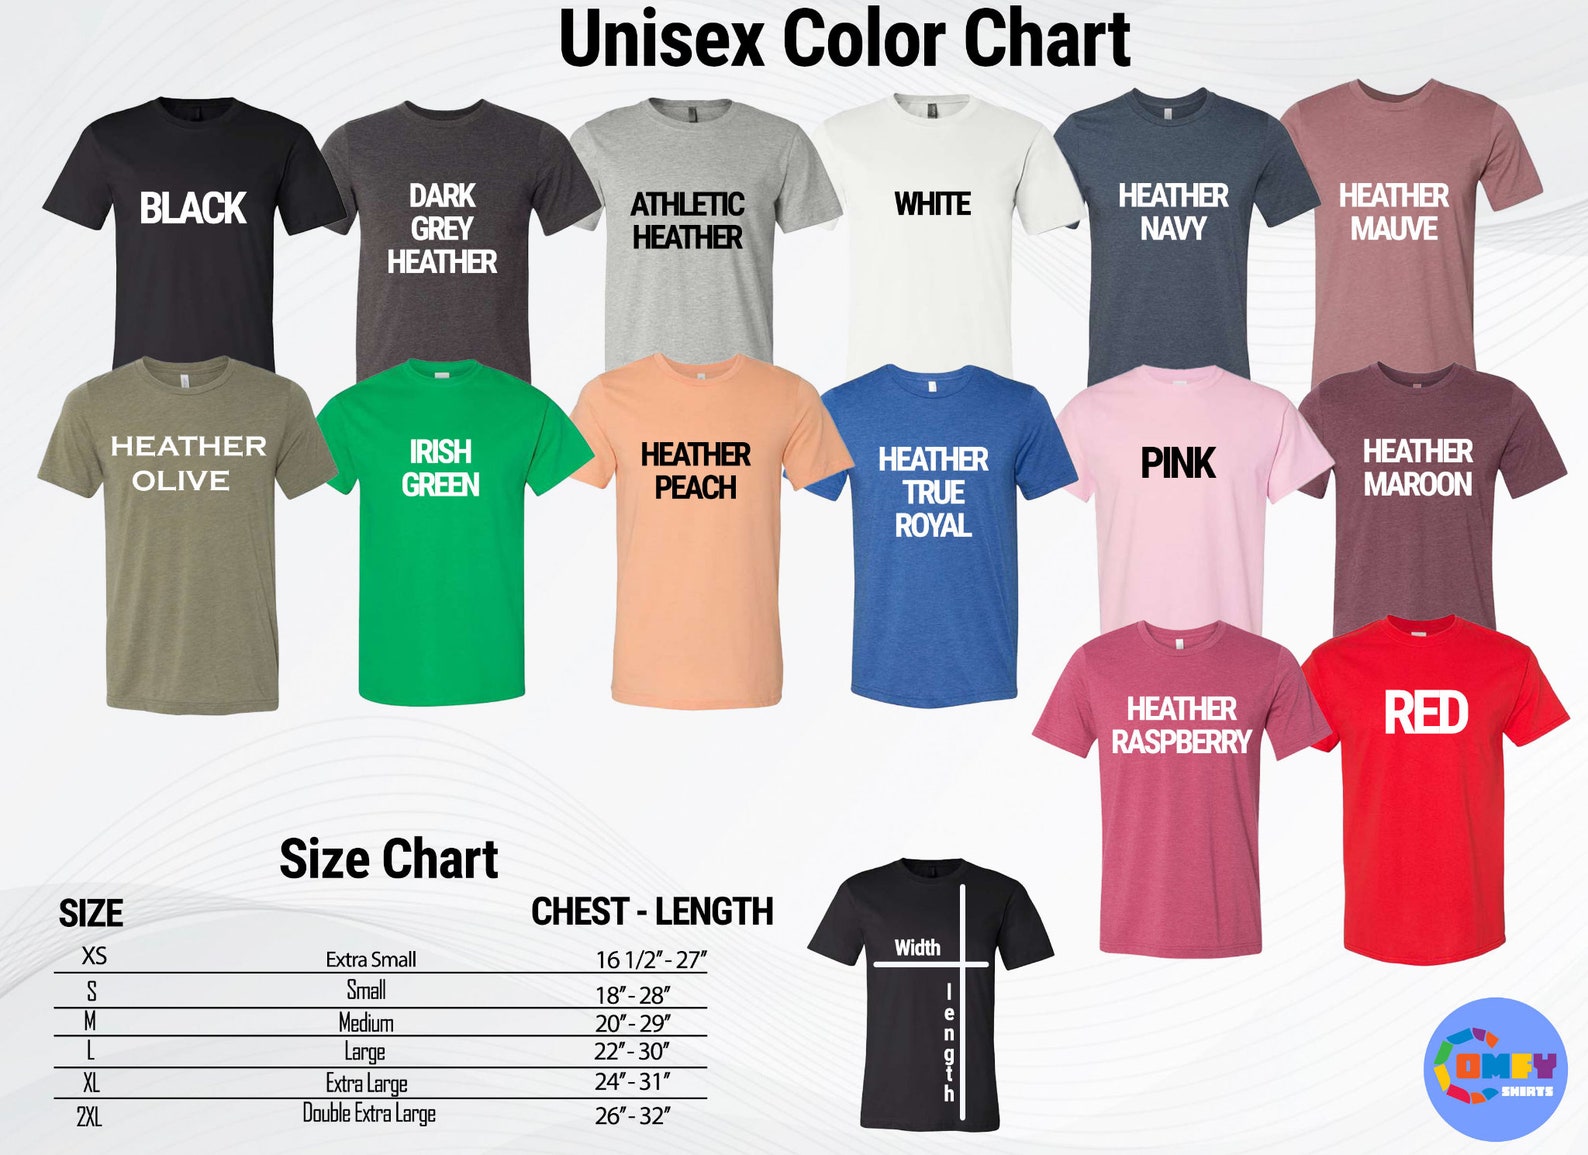 Unisex Color Chart
BLACK
DARK
GREY
HEATHER
ATHLETIC
HEATHER
WHITE
HEATHER
NAVY
HEATHER
MAUVE
HEATHER
OLIVE
IRISH
GREEN
HEATHER
PEACH
HEATHER
TRUE
ROYAL
PINK
HEATHER
MAROON
HEATHER
RASPBERRY
RED
Size Chart
SIZE CHEST - LENGTH
XS Extra Small 16 1/2” - 27”
S Small 18” - 28”
M Medium 20” - 29”
L Large 22” - 30”
XL Extra Large 24” - 31”
2XL Double Extra Large 26” - 32”
Width
length
COMFY
SHIRTS